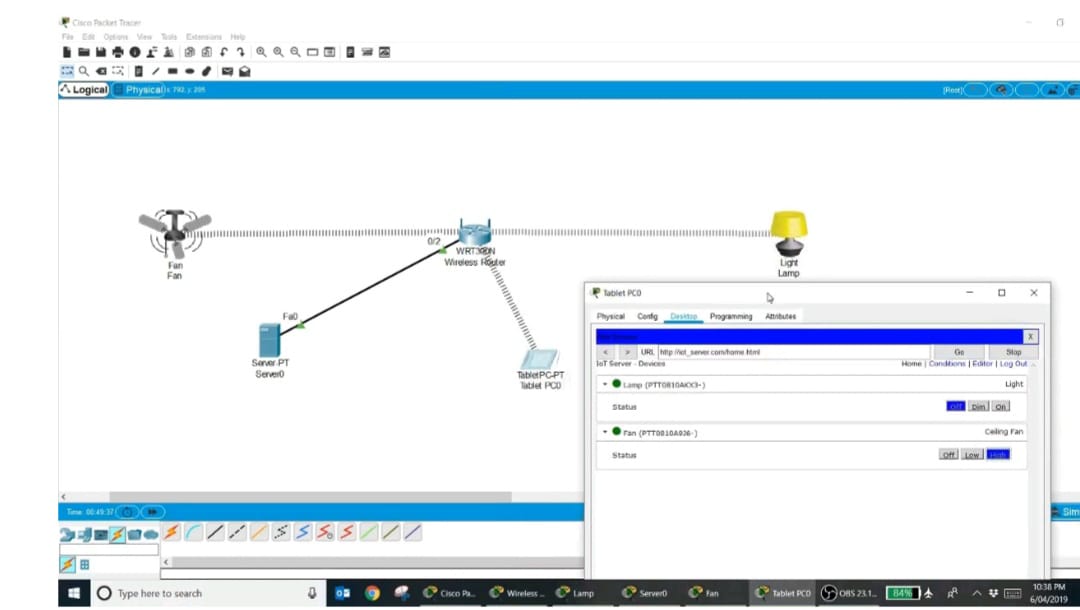 Cisco Packet Tracer
File Edit Options View Tools Extensions Help
Logical Physical x: 792, y: 205 [Root]
0/2
WRT300N
Wireless Router
Fan
Fan
Light
Lamp
Fa0
Server-PT
Server0
TabletPC-PT
Tablet PC0
Tablet PC0
Physical Config Desktop Programming Attributes
X
< > URL http://iot_server.com/home.html Go Stop
IoT Server - Devices Home | Conditions | Editor | Log Out
Lamp Light
Status Off Dim On
Fan Ceiling Fan
Status Off Low High
Time: 00:49:37
Sim
Type here to search Cisco Pa... Wireless ... Lamp Server0 Fan Tablet PC0 OBS 23.1... 84% 10:38 PM
6/04/2019